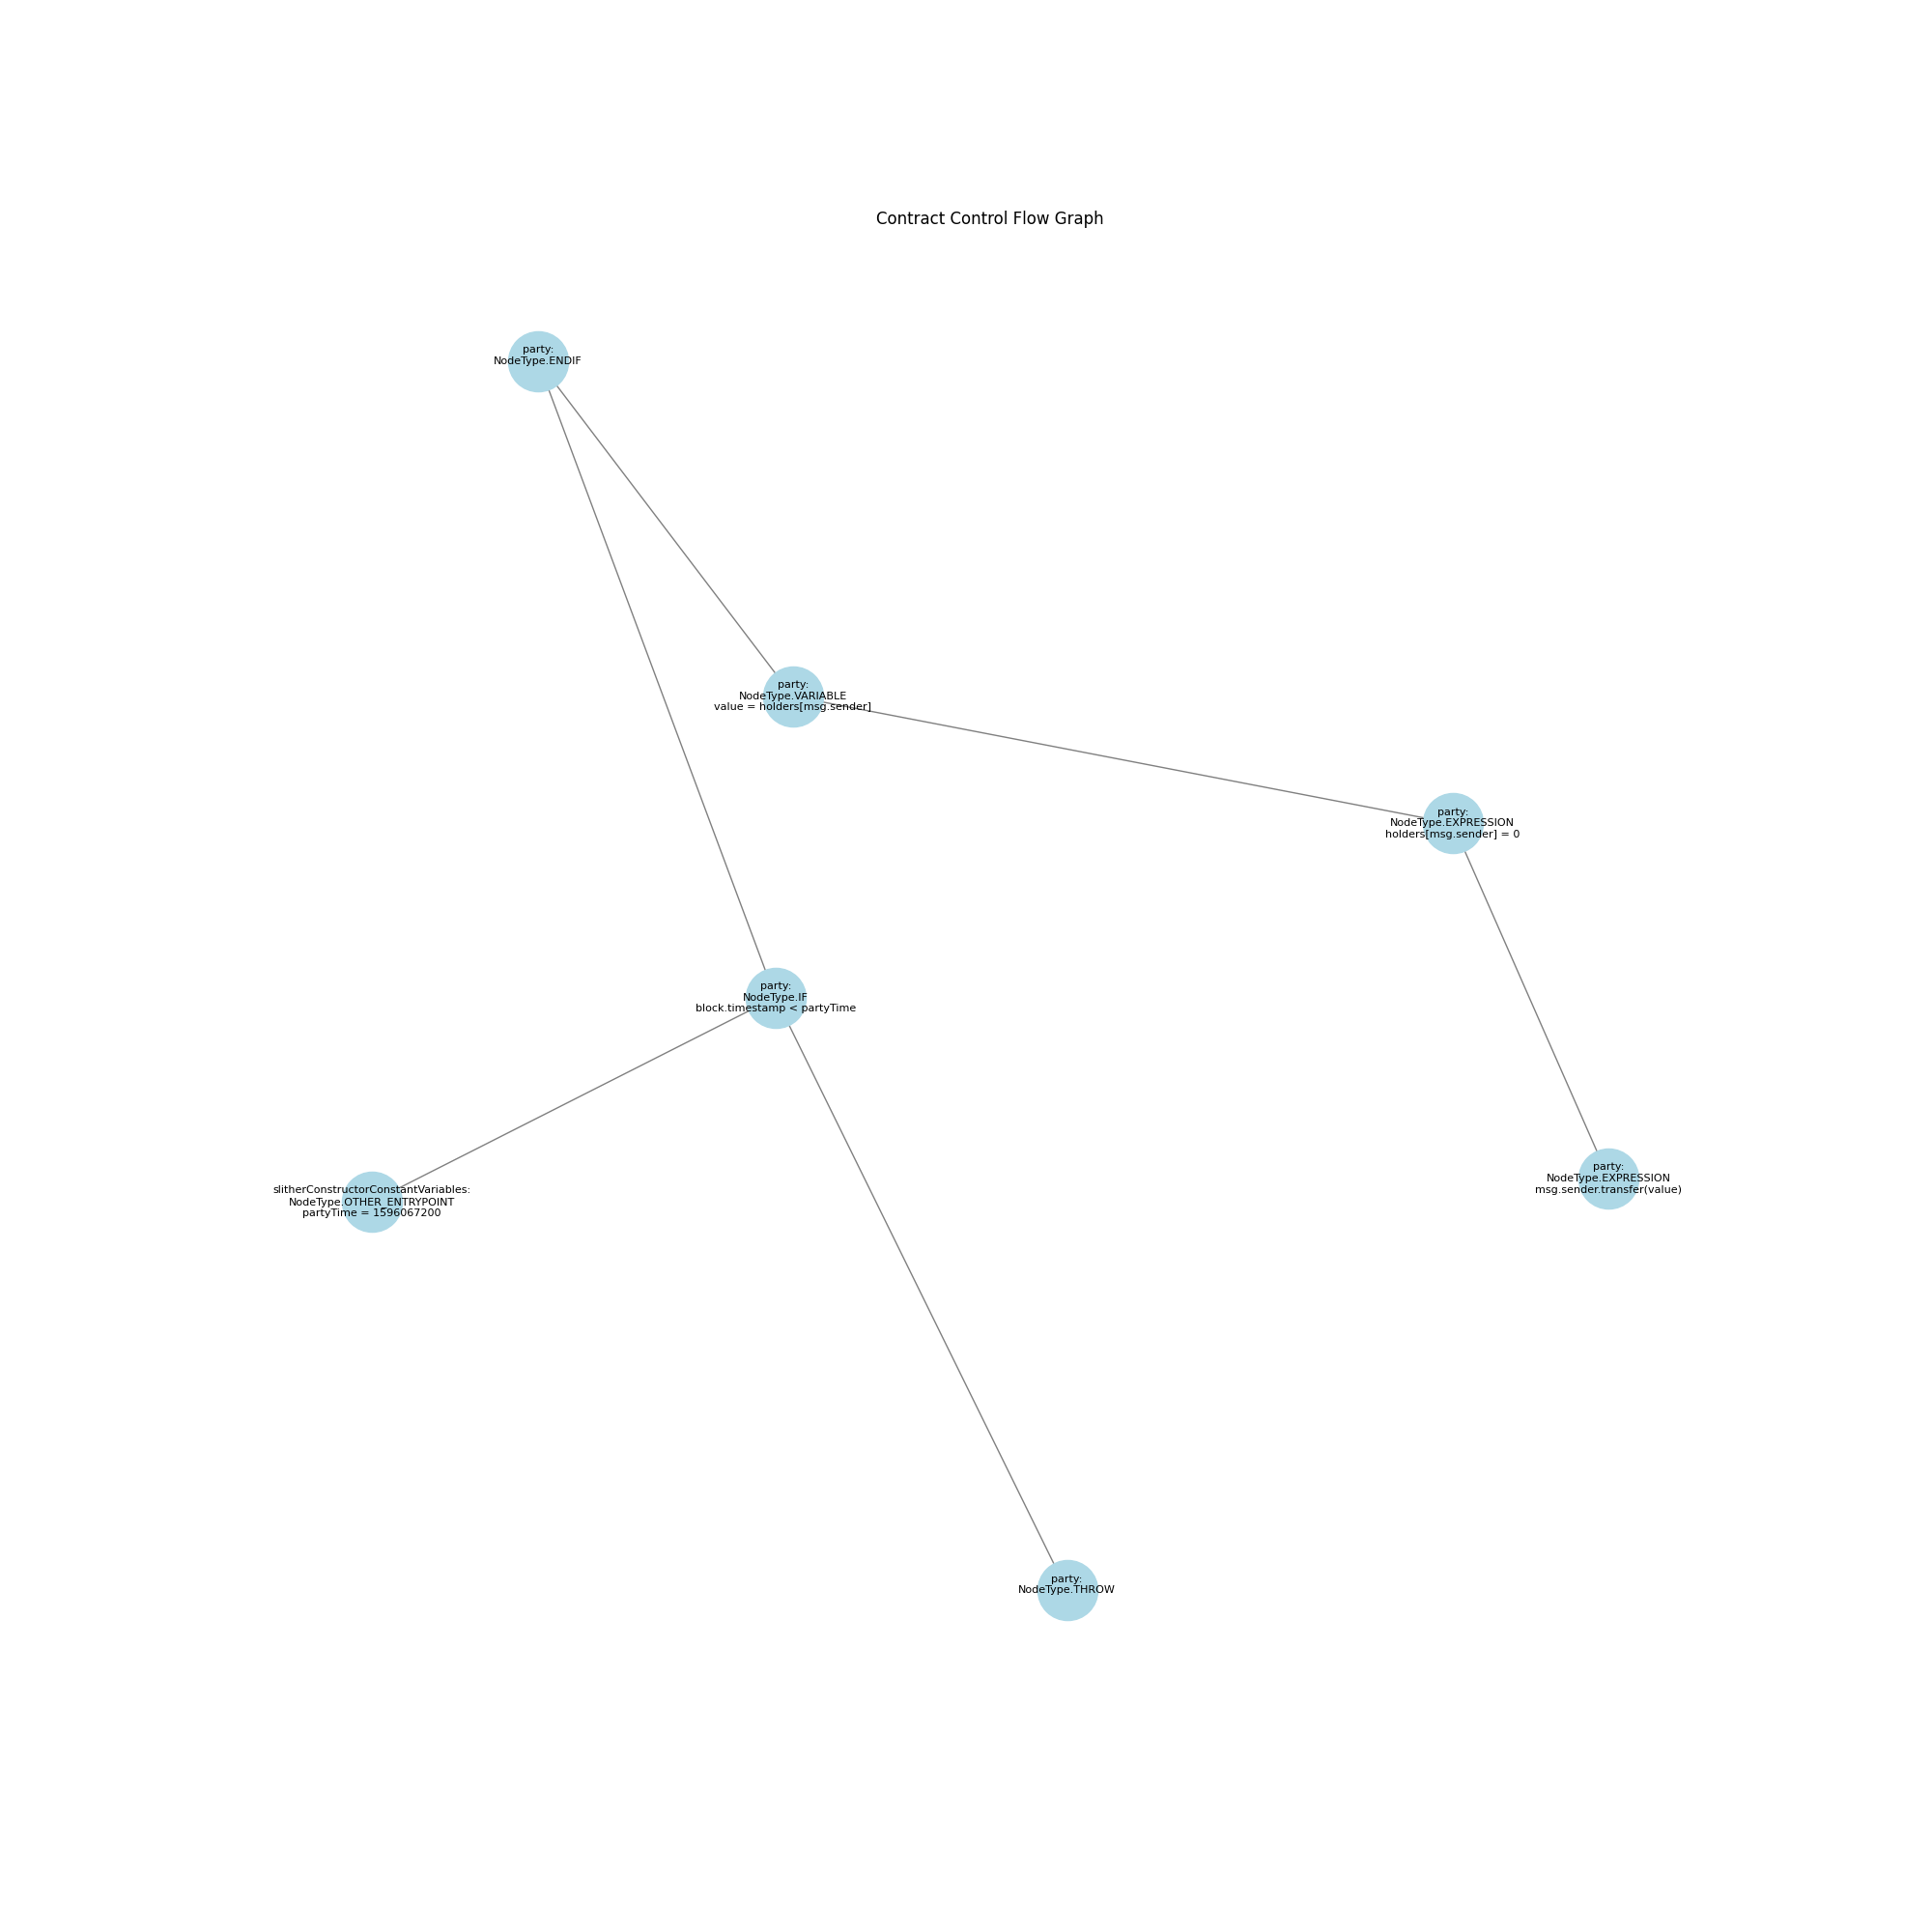 Contract Control Flow Graph
party:
NodeType.ENDIF
party:
NodeType.VARIABLE
value = holders[msg.sender]
party:
NodeType.EXPRESSION
holders[msg.sender] = 0
party:
NodeType.IF
block.timestamp < partyTime
party:
NodeType.EXPRESSION
msg.sender.transfer(value)
slitherConstructorConstantVariables:
NodeType.OTHER_ENTRYPOINT
partyTime = 1596067200
party:
NodeType.THROW